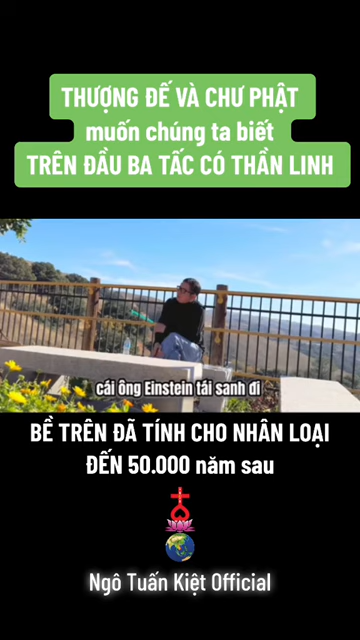 THƯỢNG ĐẾ VÀ CHƯ PHẬT
muốn chúng ta biết
TRÊN ĐẦU BA TẤC CÓ THẦN LINH
cái ông Einstein tái sanh đi
BỀ TRÊN ĐÃ TÍNH CHO NHÂN LOẠI
ĐẾN 50.000 năm sau
Ngô Tuấn Kiệt Official